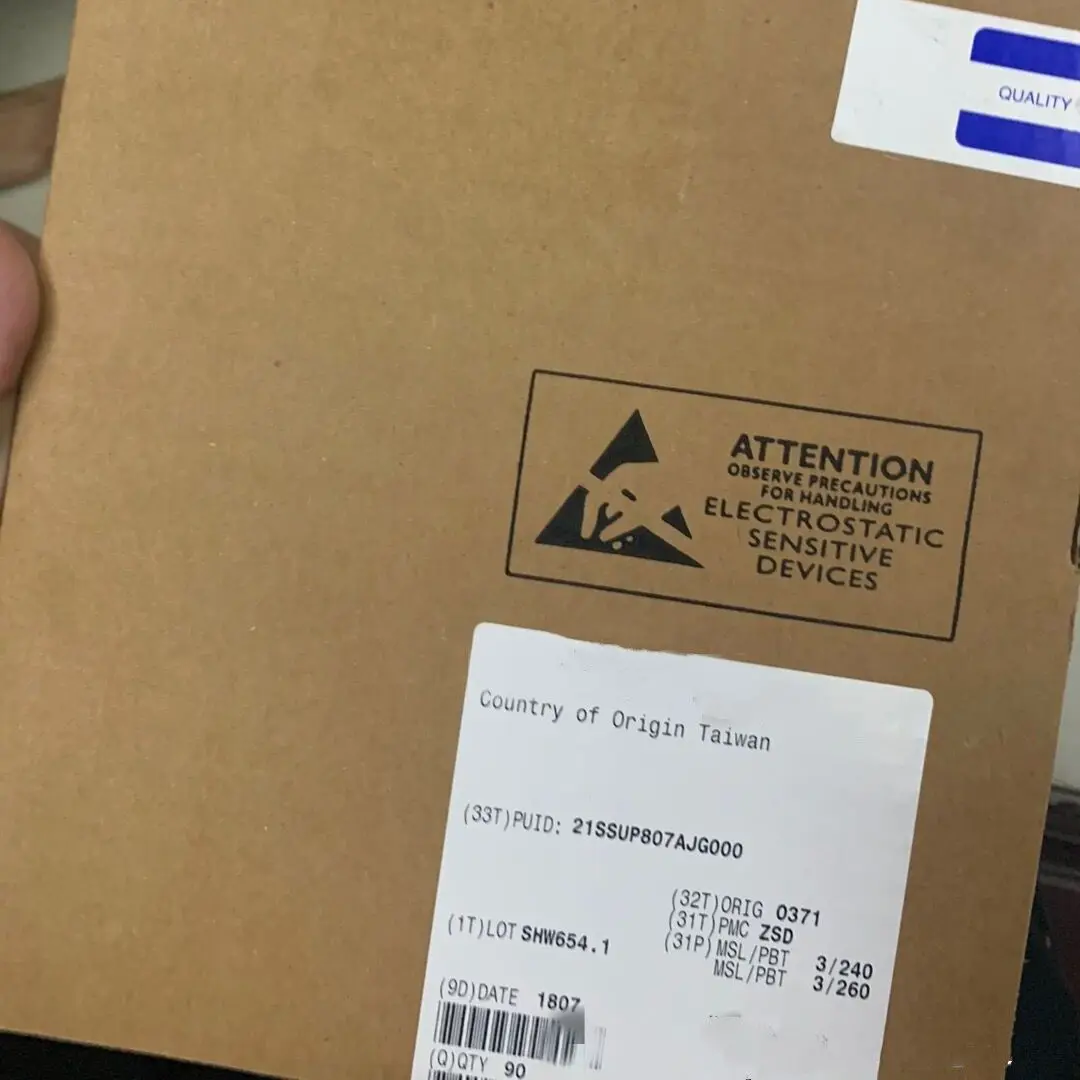 QUALITY
ATTENTION
OBSERVE PRECAUTIONS
FOR HANDLING
ELECTROSTATIC
SENSITIVE
DEVICES
Country of Origin Taiwan
(33T)PUID: 21SSUP807AJG000
(32T)ORIG 0371
(31T)PMC ZSD
(1T)LOT SHW654.1
(31P)MSL/PBT 3/240
MSL/PBT 3/260
(9D)DATE 1807
(Q)QTY 90